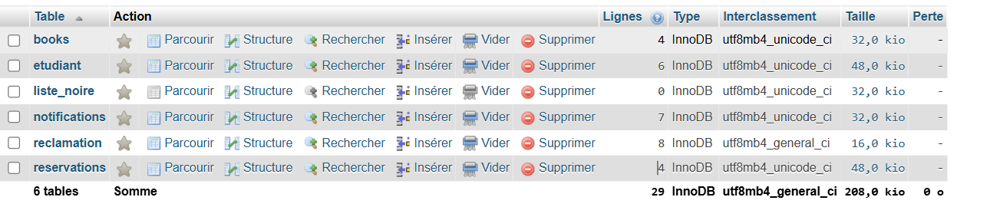 Table Action Lignes Type Interclassement Taille Perte
books Parcourir Structure Rechercher Insérer Vider Supprimer 4 InnoDB utf8mb4_unicode_ci 32,0 kio -
etudiant Parcourir Structure Rechercher Insérer Vider Supprimer 6 InnoDB utf8mb4_unicode_ci 48,0 kio -
liste_noire Parcourir Structure Rechercher Insérer Vider Supprimer 0 InnoDB utf8mb4_unicode_ci 32,0 kio -
notifications Parcourir Structure Rechercher Insérer Vider Supprimer 7 InnoDB utf8mb4_unicode_ci 32,0 kio -
reclamation Parcourir Structure Rechercher Insérer Vider Supprimer 8 InnoDB utf8mb4_general_ci 16,0 kio -
reservations Parcourir Structure Rechercher Insérer Vider Supprimer 4 InnoDB utf8mb4_unicode_ci 48,0 kio -
6 tables Somme 29 InnoDB utf8mb4_general_ci 208,0 kio 0 o